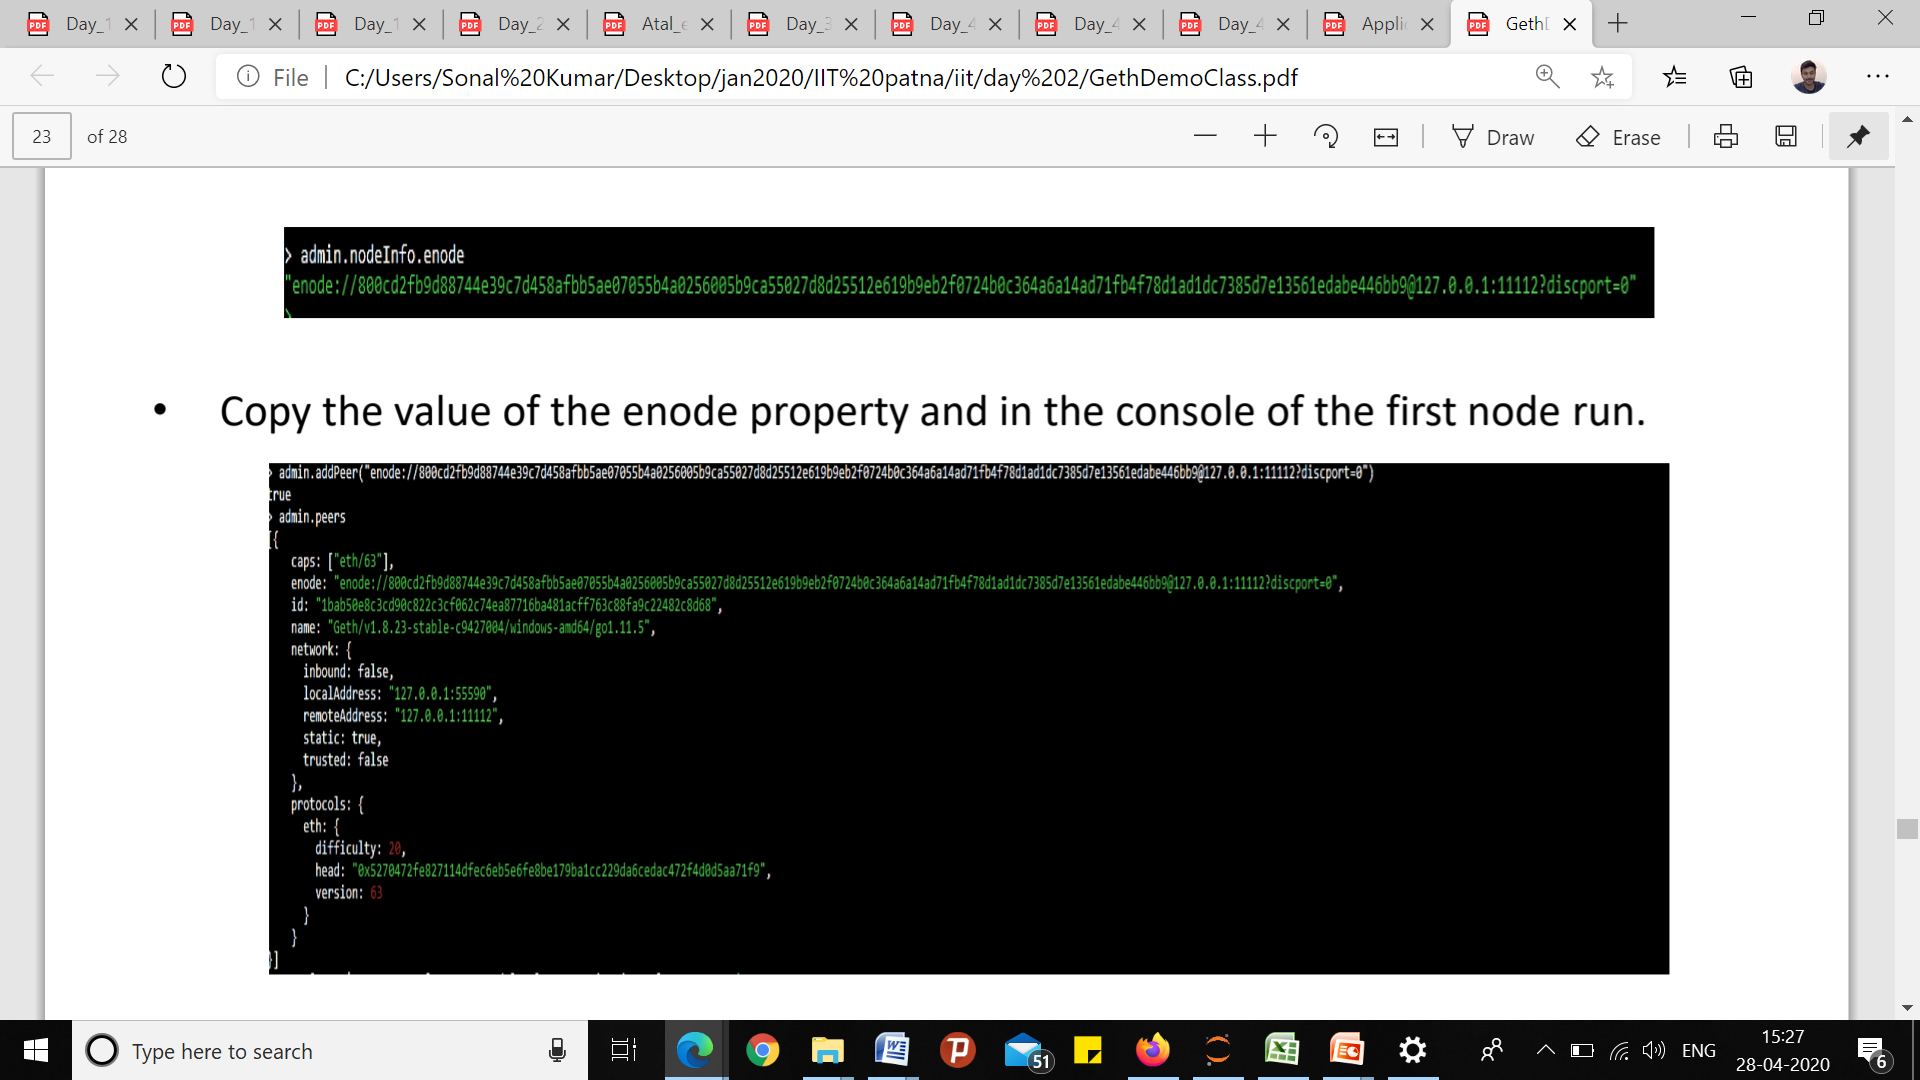 Day_1 Day_1 Day_1 Day_2 Atal_e Day_3 Day_4 Day_4 Day_4 Applic GethD
File C:/Users/Sonal%20Kumar/Desktop/jan2020/IIT%20patna/iit/day%202/GethDemoClass.pdf
23 of 28 Draw Erase
> admin.nodeInfo.enode
"enode://800cd2fb9d88744e39c7d458afbb5ae07055b4a0256005b9ca55027d8d25512e619b9eb2f0724b0c364a6a14ad71fb4f78d1ad1dc7385d7e13561edabe446bb9@127.0.0.1:11112?discport=0"
• Copy the value of the enode property and in the console of the first node run.
> admin.addPeer("enode://800cd2fb9d88744e39c7d458afbb5ae07055b4a0256005b9ca55027d8d25512e619b9eb2f0724b0c364a6a14ad71fb4f78d1ad1dc7385d7e13561edabe446bb9@127.0.0.1:11112?discport=0")
true
> admin.peers
[{
caps: ["eth/63"],
enode: "enode://800cd2fb9d88744e39c7d458afbb5ae07055b4a0256005b9ca55027d8d25512e619b9eb2f0724b0c364a6a14ad71fb4f78d1ad1dc7385d7e13561edabe446bb9@127.0.0.1:11112?discport=0",
id: "1bab50e8c3cd90c822c3cf062c74ea87716ba481acff763c88fa9c22482c8d68",
name: "Geth/v1.8.23-stable-c9427004/windows-amd64/go1.11.5",
network: {
inbound: false,
localAddress: "127.0.0.1:55590",
remoteAddress: "127.0.0.1:11112",
static: true,
trusted: false
},
protocols: {
eth: {
difficulty: 20,
head: "0x5270472fe827114dfec6eb5e6fe8be179ba1cc229da6cedac472f4d0d5aa71f9",
version: 63
}
}
}]
Type here to search 51 ENG 15:27
28-04-2020 6